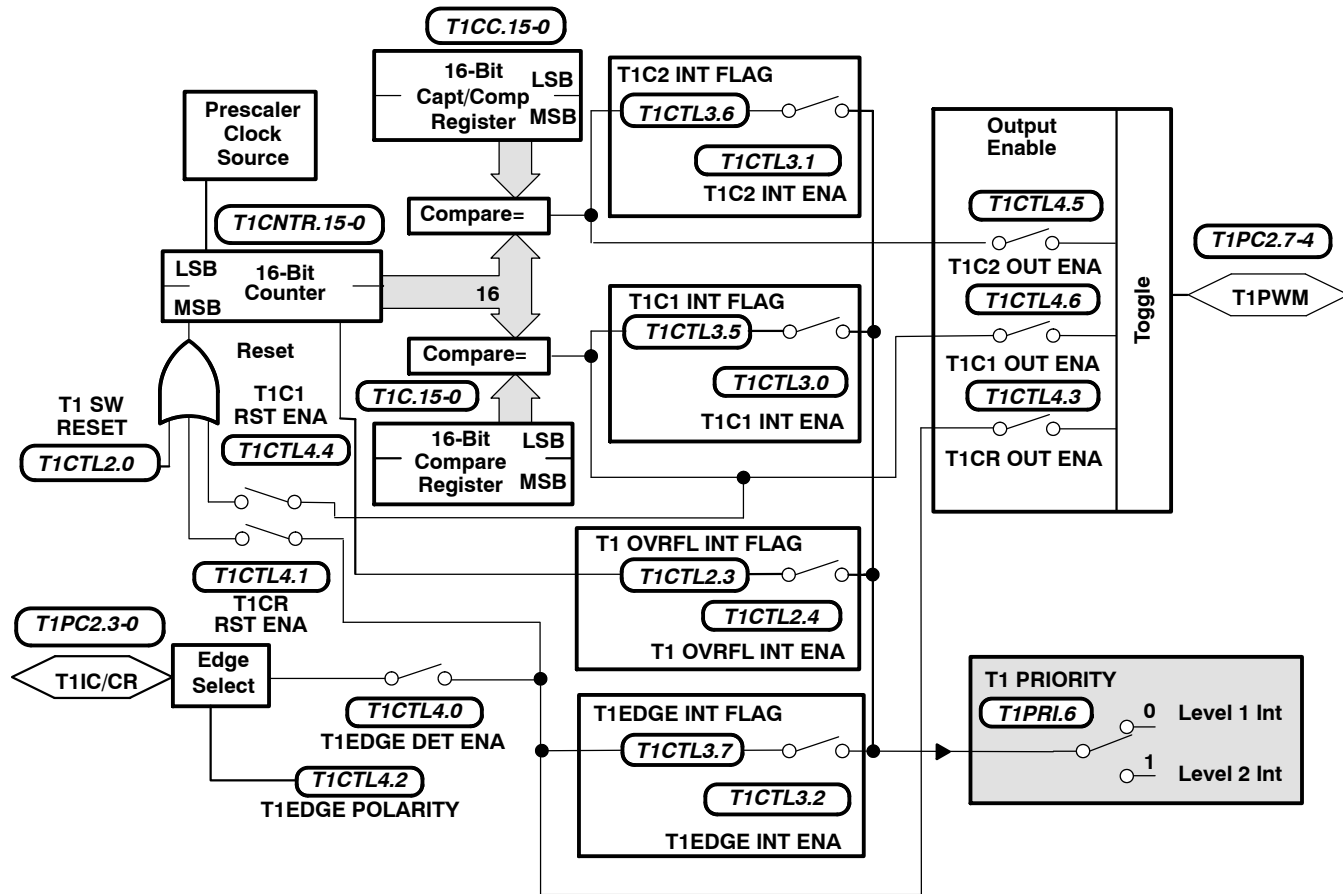 T1CC.15-0
16-Bit
Capt/Comp
Register
LSB
MSB
Prescaler
Clock
Source
T1CNTR.15-0
LSB
MSB
16-Bit
Counter
16
Compare=
Compare=
Reset
T1 SW
RESET
T1CTL2.0
T1C1
RST ENA
T1CTL4.4
T1C.15-0
16-Bit
Compare
Register
LSB
MSB
T1CTL4.1
T1CR
RST ENA
T1PC2.3-0
T1IC/CR
Edge
Select
T1CTL4.0
T1EDGE DET ENA
T1CTL4.2
T1EDGE POLARITY
T1C2 INT FLAG
T1CTL3.6
T1CTL3.1
T1C2 INT ENA
T1C1 INT FLAG
T1CTL3.5
T1CTL3.0
T1C1 INT ENA
T1 OVRFL INT FLAG
T1CTL2.3
T1CTL2.4
T1 OVRFL INT ENA
T1EDGE INT FLAG
T1CTL3.7
T1CTL3.2
T1EDGE INT ENA
Output
Enable
T1CTL4.5
T1C2 OUT ENA
T1CTL4.6
T1C1 OUT ENA
T1CTL4.3
T1CR OUT ENA
Toggle
T1PC2.7-4
T1PWM
T1 PRIORITY
T1PRI.6
0 Level 1 Int
1 Level 2 Int